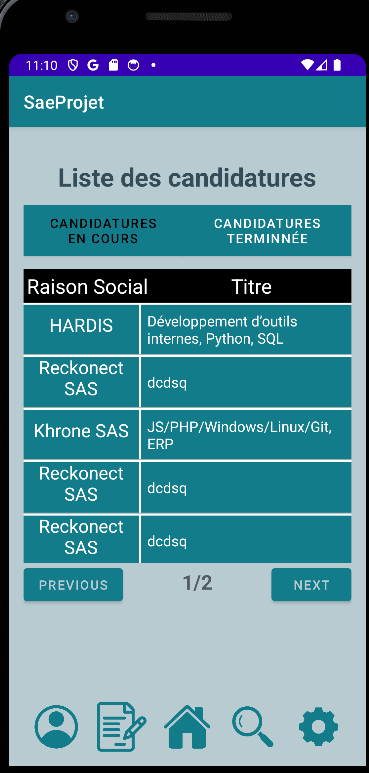 11:10
SaeProjet
Liste des candidatures
CANDIDATURES
EN COURS
CANDIDATURES
TERMINNÉE
Raison Social Titre
HARDIS
Développement d'outils
internes, Python, SQL
Reckonect
SAS
dcdsq
Khrone SAS
JS/PHP/Windows/Linux/Git,
ERP
Reckonect
SAS
dcdsq
Reckonect
SAS
dcdsq
PREVIOUS 1/2 NEXT